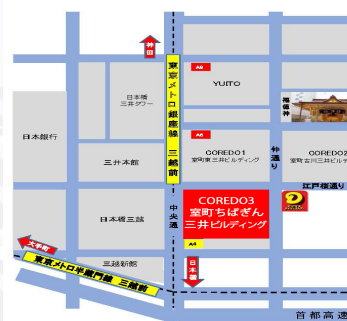 神田
A8
YUITO
日本橋
三井タワー
福徳神
日本銀行
東京メトロ銀座線 三越前
A6
COREDO1
室町東三井ビルディング
仲通り
COREDO2
室町古河三井ビルディング
三井本館
江戸桜通り
COREDO3
室町ちばぎん
三井ビルディング
日本橋三越
中央通
A4
大手町
三越新館
日本橋
東京メトロ半蔵門線 三越前
首都高速